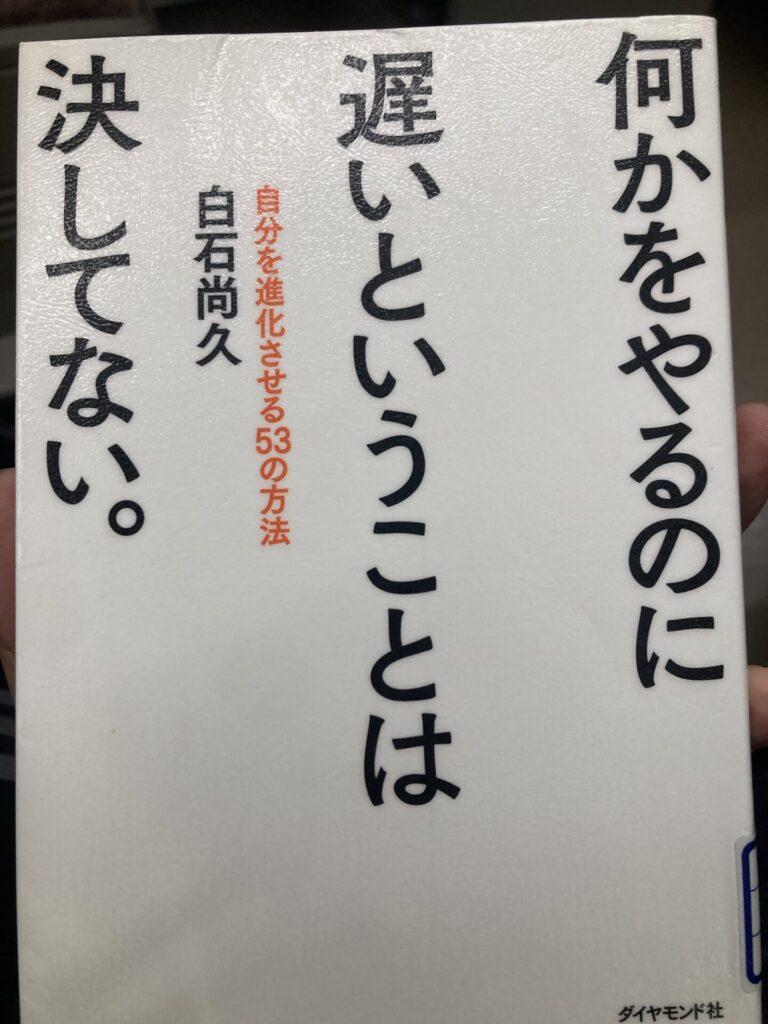 何かをやるのに
遅いということは
自分を進化させる53の方法
白石尚久
決してない。
ダイヤモンド社